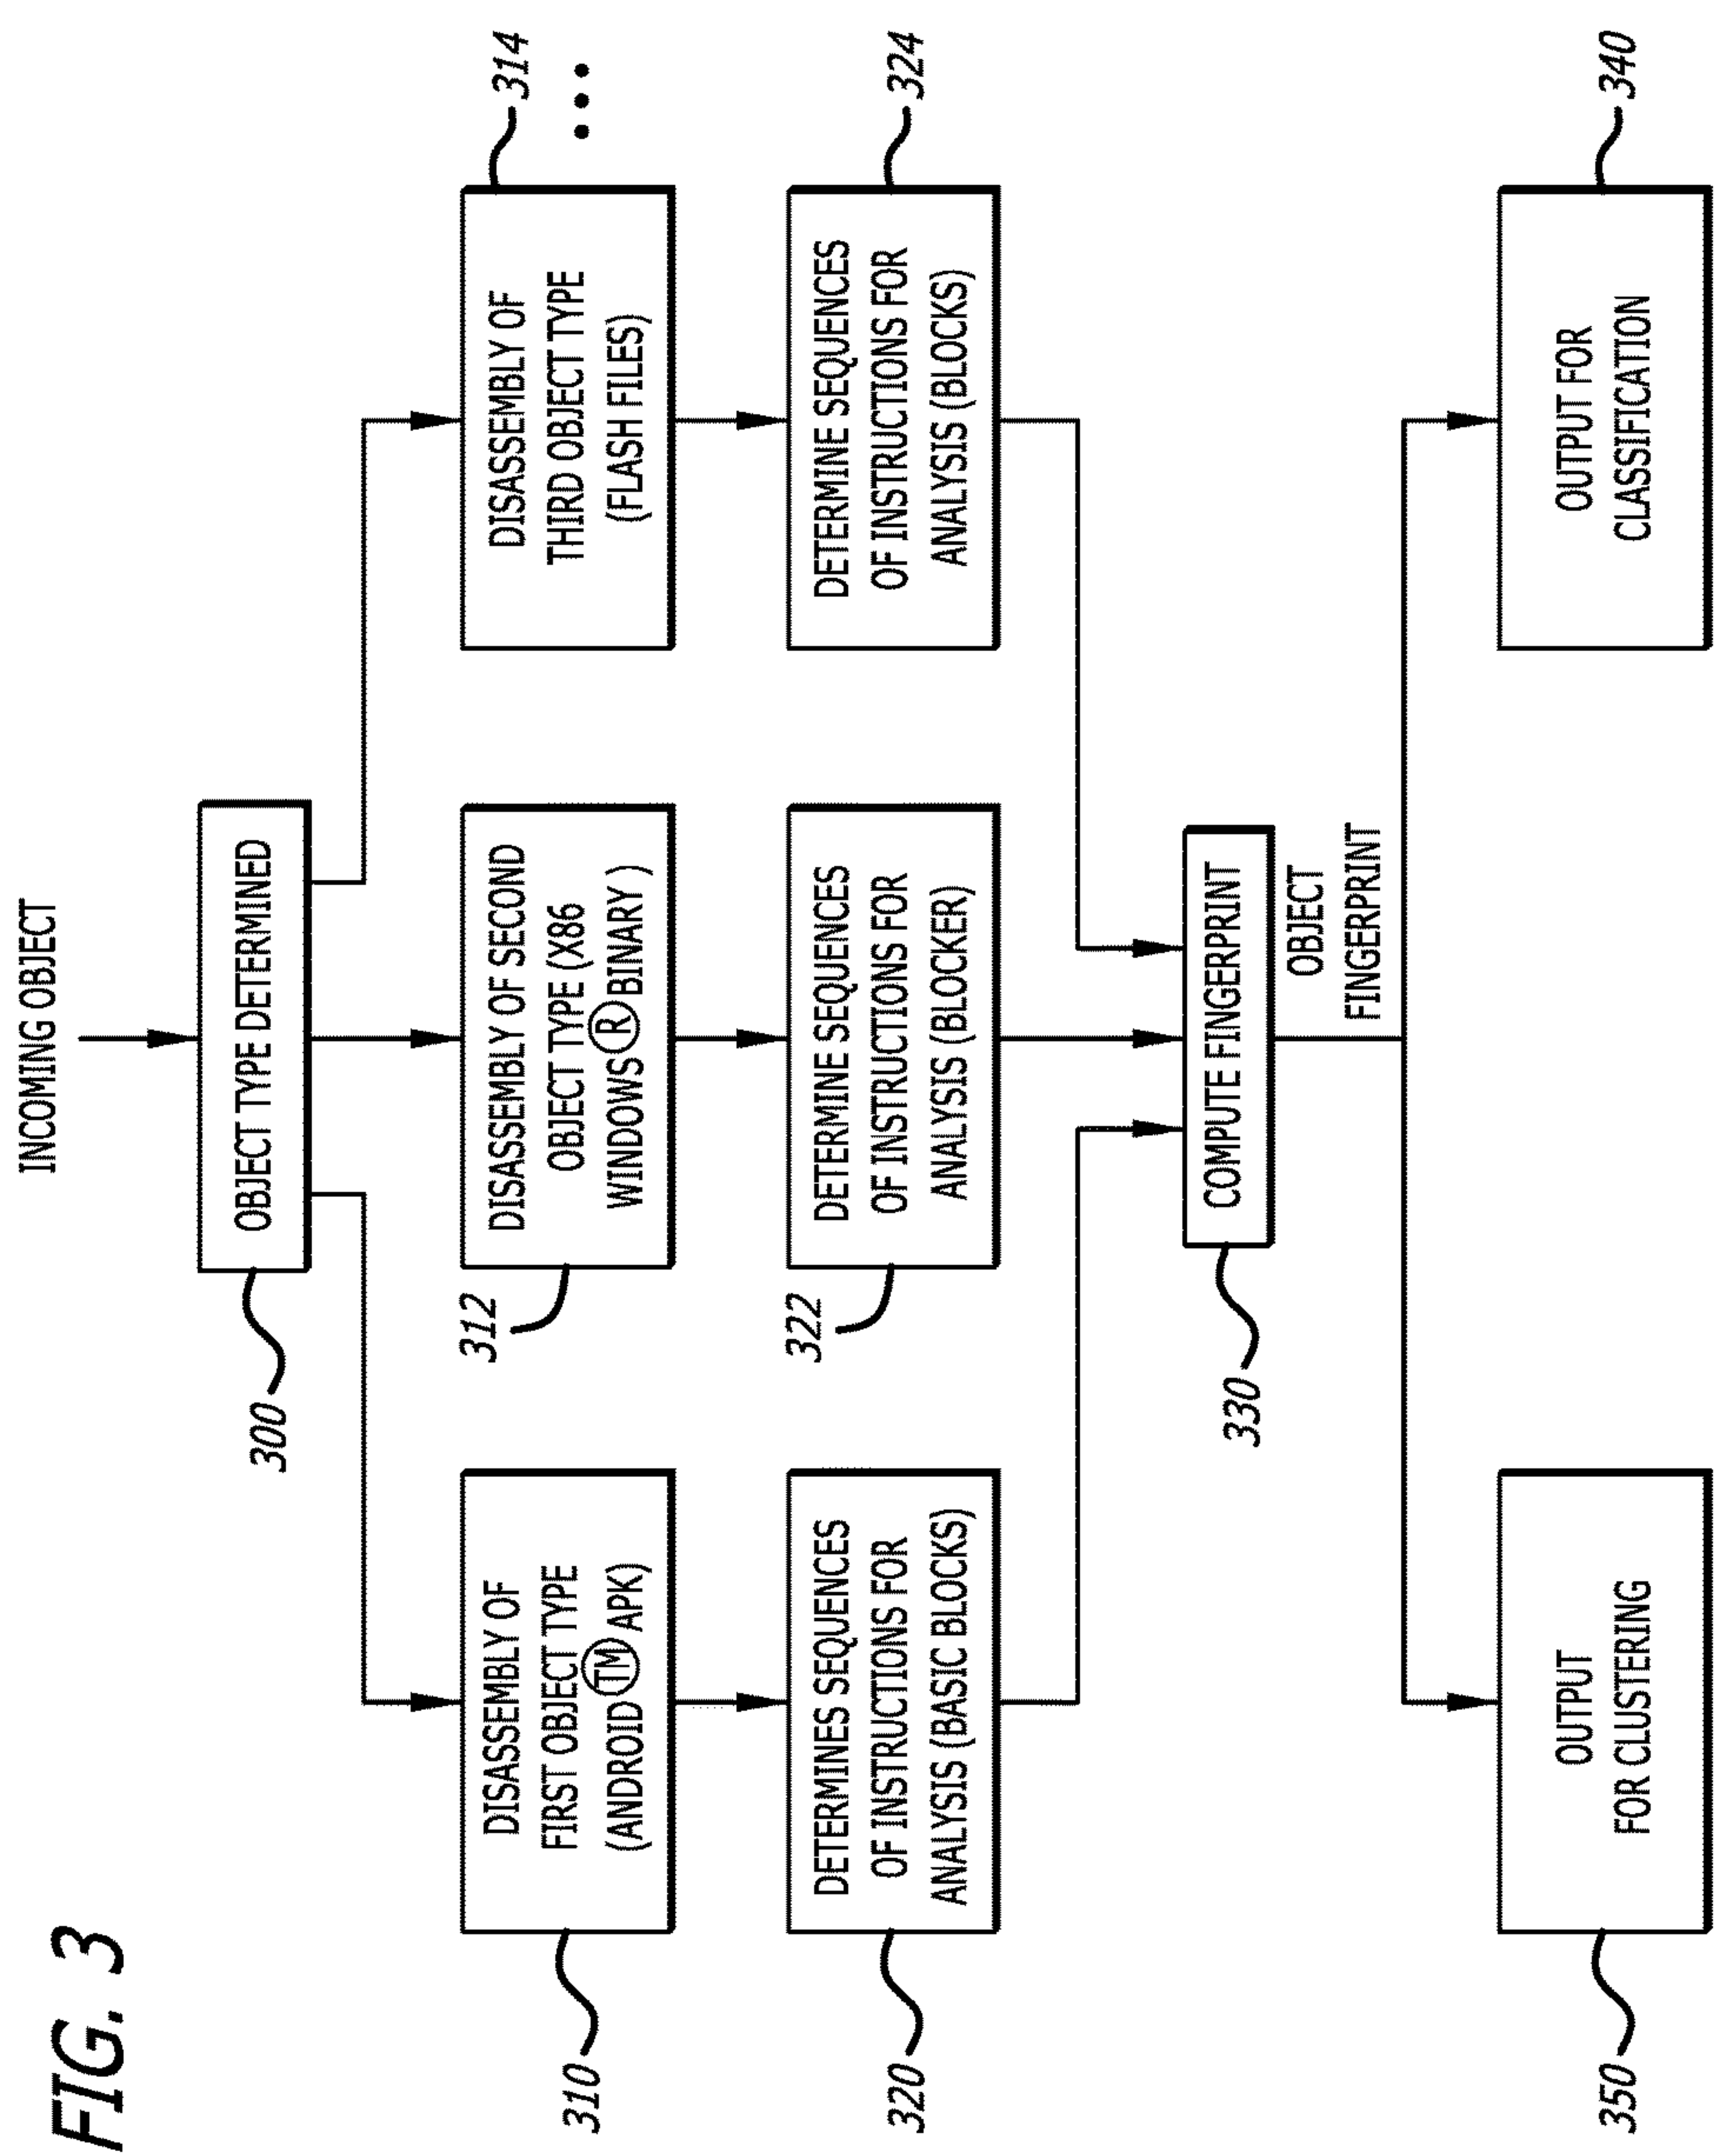 FIG. 3
INCOMING OBJECT
OBJECT TYPE DETERMINED
300
DISASSEMBLY OF
FIRST OBJECT TYPE
(ANDROID TM APK)
310
DISASSEMBLY OF SECOND
OBJECT TYPE (X86
WINDOWS ® BINARY )
312
DISASSEMBLY OF
THIRD OBJECT TYPE
(FLASH FILES)
314
• • •
DETERMINES SEQUENCES
OF INSTRUCTIONS FOR
ANALYSIS (BASIC BLOCKS)
320
DETERMINE SEQUENCES
OF INSTRUCTIONS FOR
ANALYSIS (BLOCKER)
322
DETERMINE SEQUENCES
OF INSTRUCTIONS FOR
ANALYSIS (BLOCKS)
324
COMPUTE FINGERPRINT
330
OBJECT
FINGERPRINT
OUTPUT
FOR CLUSTERING
350
OUTPUT FOR
CLASSIFICATION
340